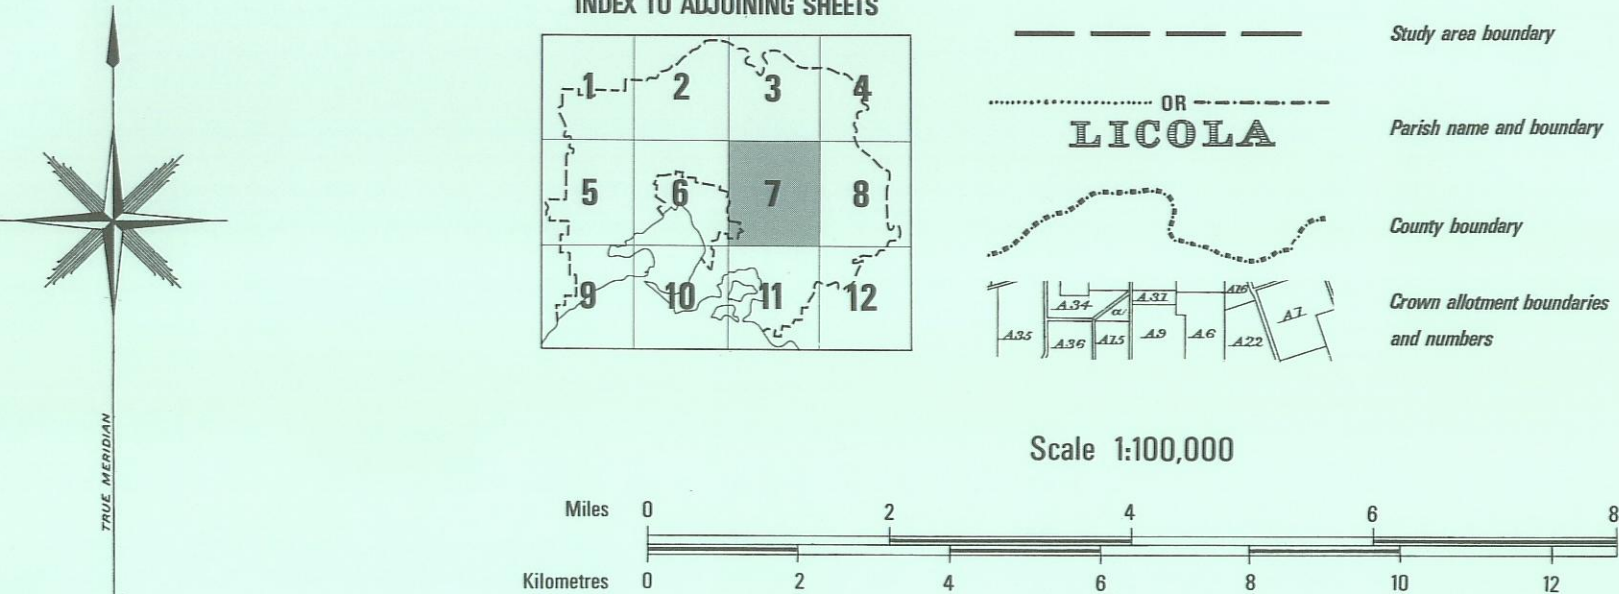 INDEX TO ADJOINING SHEETS
1 2 3 4
5 6 7 8
9 10 11 12
TRUE MERIDIAN
Study area boundary
OR
LICOLA
Parish name and boundary
County boundary
A35 A34 A36 a A15 A31 A9 A6 A16 A22 A7
Crown allotment boundaries
and numbers
Scale 1:100,000
Miles 0 2 4 6 8
Kilometres 0 2 4 6 8 10 12